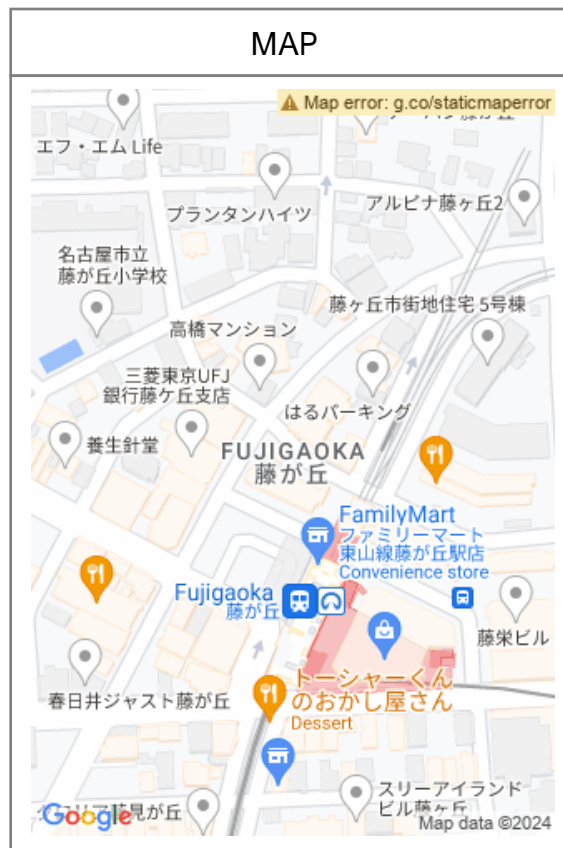 MAP
Map error: g.co/staticmaperror
エフ・エム Life
プランタンハイツ
アルビナ藤ヶ丘2
名古屋市立
藤が丘小学校
藤ヶ丘市街地住宅 5号棟
高橋マンション
三菱東京UFJ
銀行藤ケ丘支店
はるパーキング
養生針堂
FUJIGAOKA
藤が丘
FamilyMart
ファミリーマート
東山線藤が丘駅店
Convenience store
Fujigaoka
藤が丘
藤栄ビル
トーシャーくん
のおかし屋さん
Dessert
春日井ジャスト藤が丘
スリーアイランド
ビル藤ヶ丘
見が丘
Google
Map data ©2024